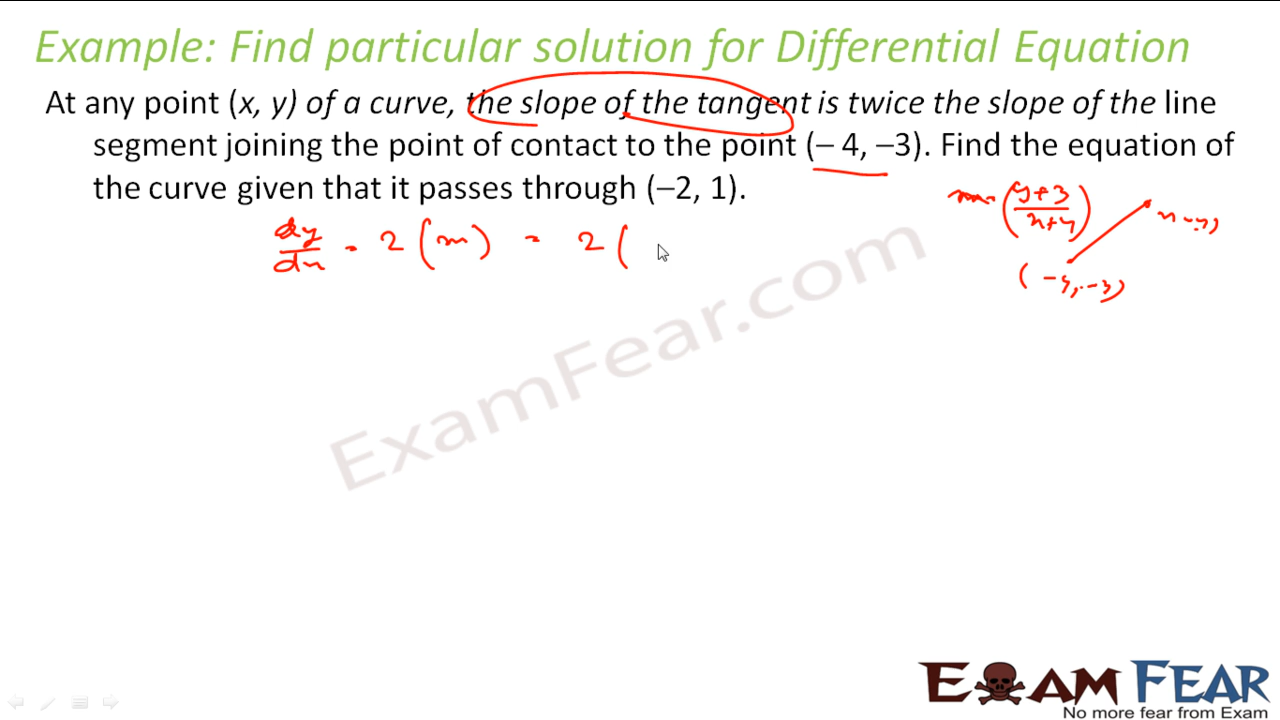 Example: Find particular solution for Differential Equation
At any point (x, y) of a curve, the slope of the tangent is twice the slope of the line
segment joining the point of contact to the point (– 4, –3). Find the equation of
the curve given that it passes through (–2, 1).
m = (y+3/x+4)
dy/dx = 2 (m) = 2 (
(-4, -3)
ExamFear.com
EXAM FEAR
No more fear from Exam